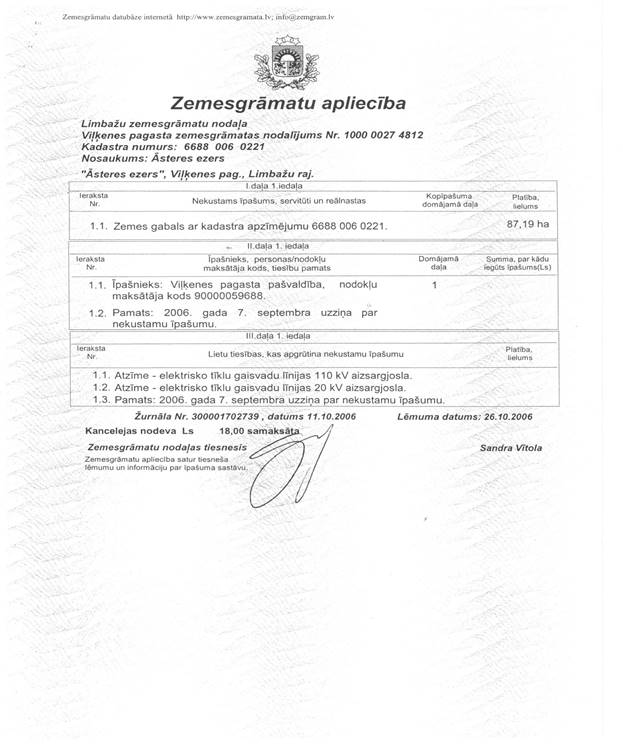 Zemesgrāmatu datubāze internetā http://www.zemesgramata.lv; info@zemgram.lv
Zemesgrāmatu apliecība
Limbažu zemesgrāmatu nodaļa
Viļķenes pagasta zemesgrāmatas nodalījums Nr. 1000 0027 4812
Kadastra numurs: 6688 006 0221
Nosaukums: Āsteres ezers
"Āsteres ezers", Viļķenes pag., Limbažu raj.
I.daļa 1.iedaļa
Ieraksta Nr.
Nekustams īpašums, servitūti un reālnastas
Kopīpašuma domājamā daļa
Platība, lielums
1.1. Zemes gabals ar kadastra apzīmējumu 6688 006 0221.
87,19 ha
II.daļa 1. iedaļa
Ieraksta Nr.
Īpašnieks, personas/nodokļu maksātāja kods, tiesību pamats
Domājamā daļa
Summa, par kādu iegūts īpašums(Ls)
1.1. Īpašnieks: Viļķenes pagasta pašvaldība, nodokļu
maksātāja kods 90000059688.
1
1.2. Pamats: 2006. gada 7. septembra uzziņa par
nekustamu īpašumu.
III.daļa 1. iedaļa
Ieraksta Nr.
Lietu tiesības, kas apgrūtina nekustamu īpašumu
Platība, lielums
1.1. Atzīme - elektrisko tīklu gaisvadu līnijas 110 kV aizsargjosla.
1.2. Atzīme - elektrisko tīklu gaisvadu līnijas 20 kV aizsargjosla.
1.3. Pamats: 2006. gada 7. septembra uzziņa par nekustamu īpašumu.
Žurnāla Nr. 300001702739 , datums 11.10.2006
Lēmuma datums: 26.10.2006
Kancelejas nodeva Ls 18,00 samaksāta
Zemesgrāmatu nodaļas tiesnesis
Sandra Vītola
Zemesgrāmatu apliecība satur tiesneša
lēmumu un informāciju par īpašuma sastāvu.